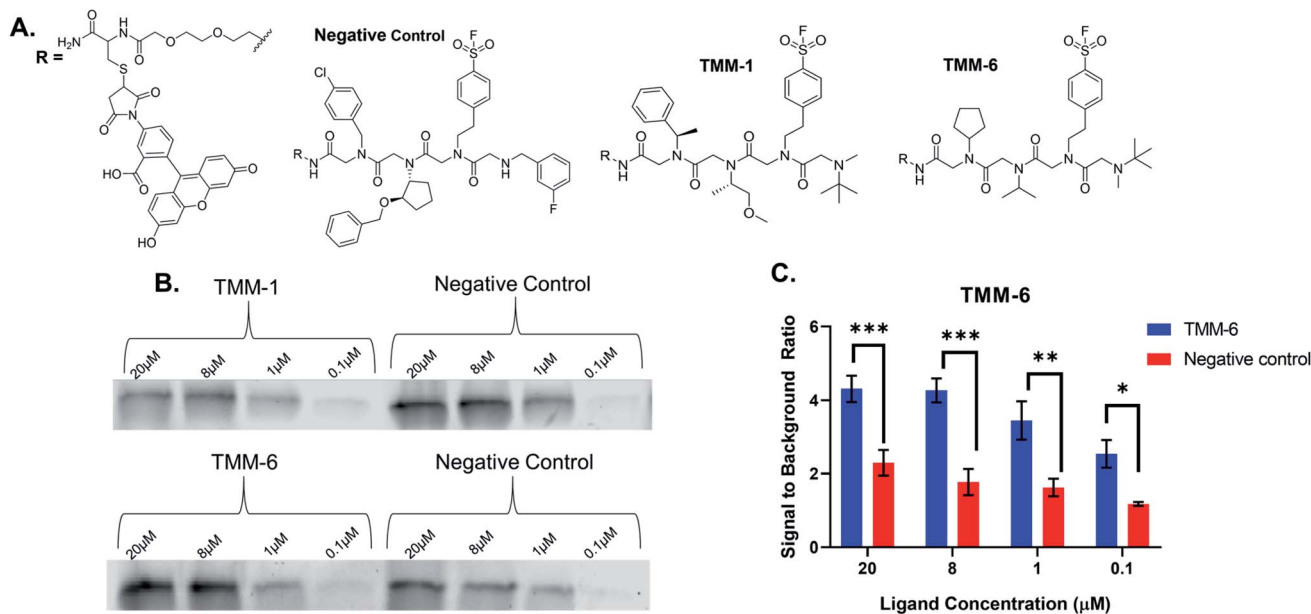 A.
R =
H₂N
O
H
N
O
O
O
S
O
N
O
HO
O
O
O
HO
Negative Control
Cl
F
O=S=O
R
HN
O
N
O
N
O
N
O
N
H
O
F
TMM-1
F
O=S=O
R
HN
O
N
O
N
O
N
O
N
O
TMM-6
F
O=S=O
R
N
H
O
N
O
N
O
N
O
N
B.
TMM-1
Negative Control
20μM 8μM 1μM 0.1μM 20μM 8μM 1μM 0.1μM
TMM-6
Negative Control
20μM 8μM 1μM 0.1μM 20μM 8μM 1μM 0.1μM
C.
TMM-6
Signal to Background Ratio
6
4
2
0
*** *** ** *
20 8 1 0.1
Ligand Concentration (μM)
TMM-6
Negative control